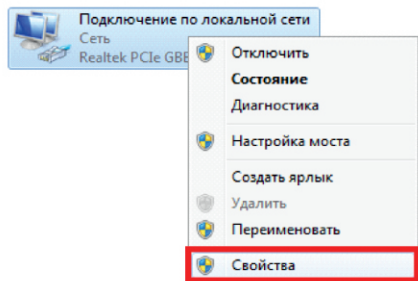 Подключение по локальной сети
Сеть
Realtek PCIe GBE
Отключить
Состояние
Диагностика
Настройка моста
Создать ярлык
Удалить
Переименовать
Свойства